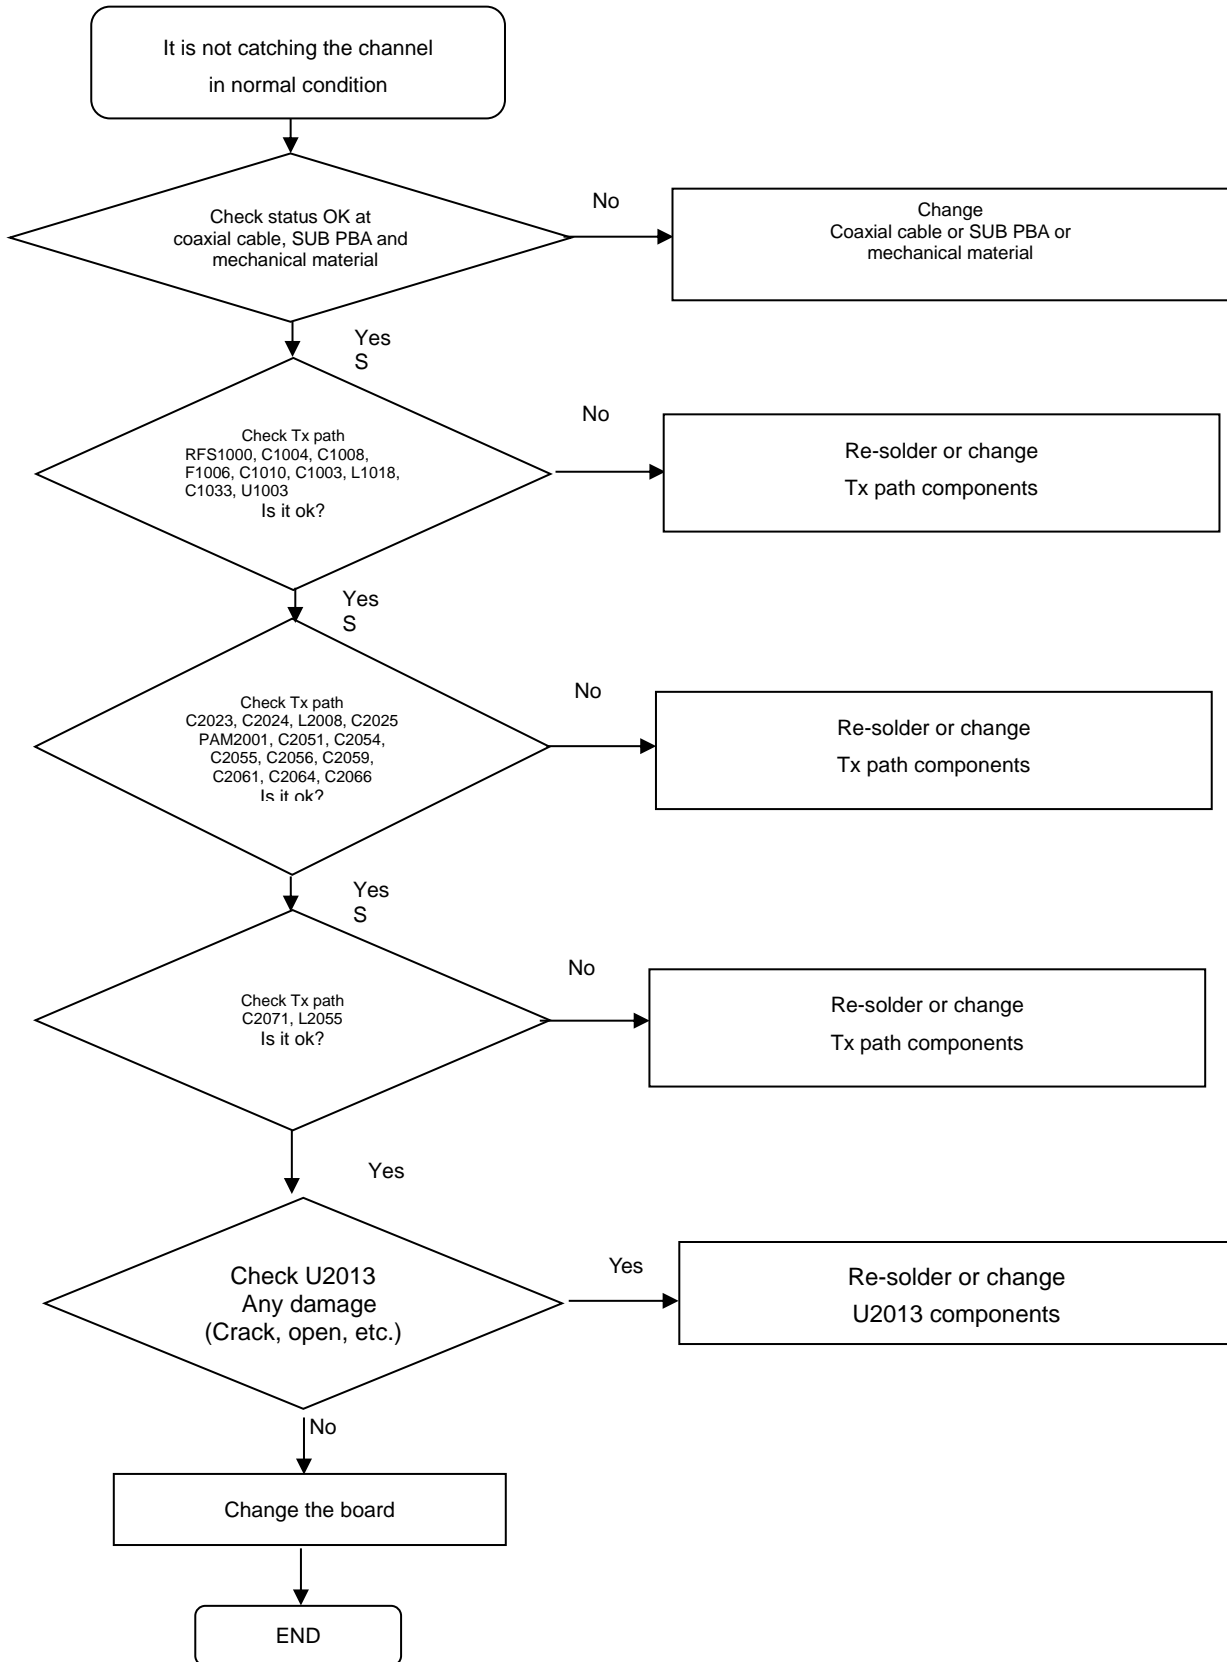 It is not catching the channel
in normal condition
Check status OK at
coaxial cable, SUB PBA and
mechanical material
No
Change
Coaxial cable or SUB PBA or
mechanical material
Yes
S
Check Tx path
RFS1000, C1004, C1008,
F1006, C1010, C1003, L1018,
C1033, U1003
Is it ok?
No
Re-solder or change
Tx path components
Yes
S
Check Tx path
C2023, C2024, L2008, C2025
PAM2001, C2051, C2054,
C2055, C2056, C2059,
C2061, C2064, C2066
Is it ok?
No
Re-solder or change
Tx path components
Yes
S
Check Tx path
C2071, L2055
Is it ok?
No
Re-solder or change
Tx path components
Yes
Check U2013
Any damage
(Crack, open, etc.)
Yes
Re-solder or change
U2013 components
No
Change the board
END